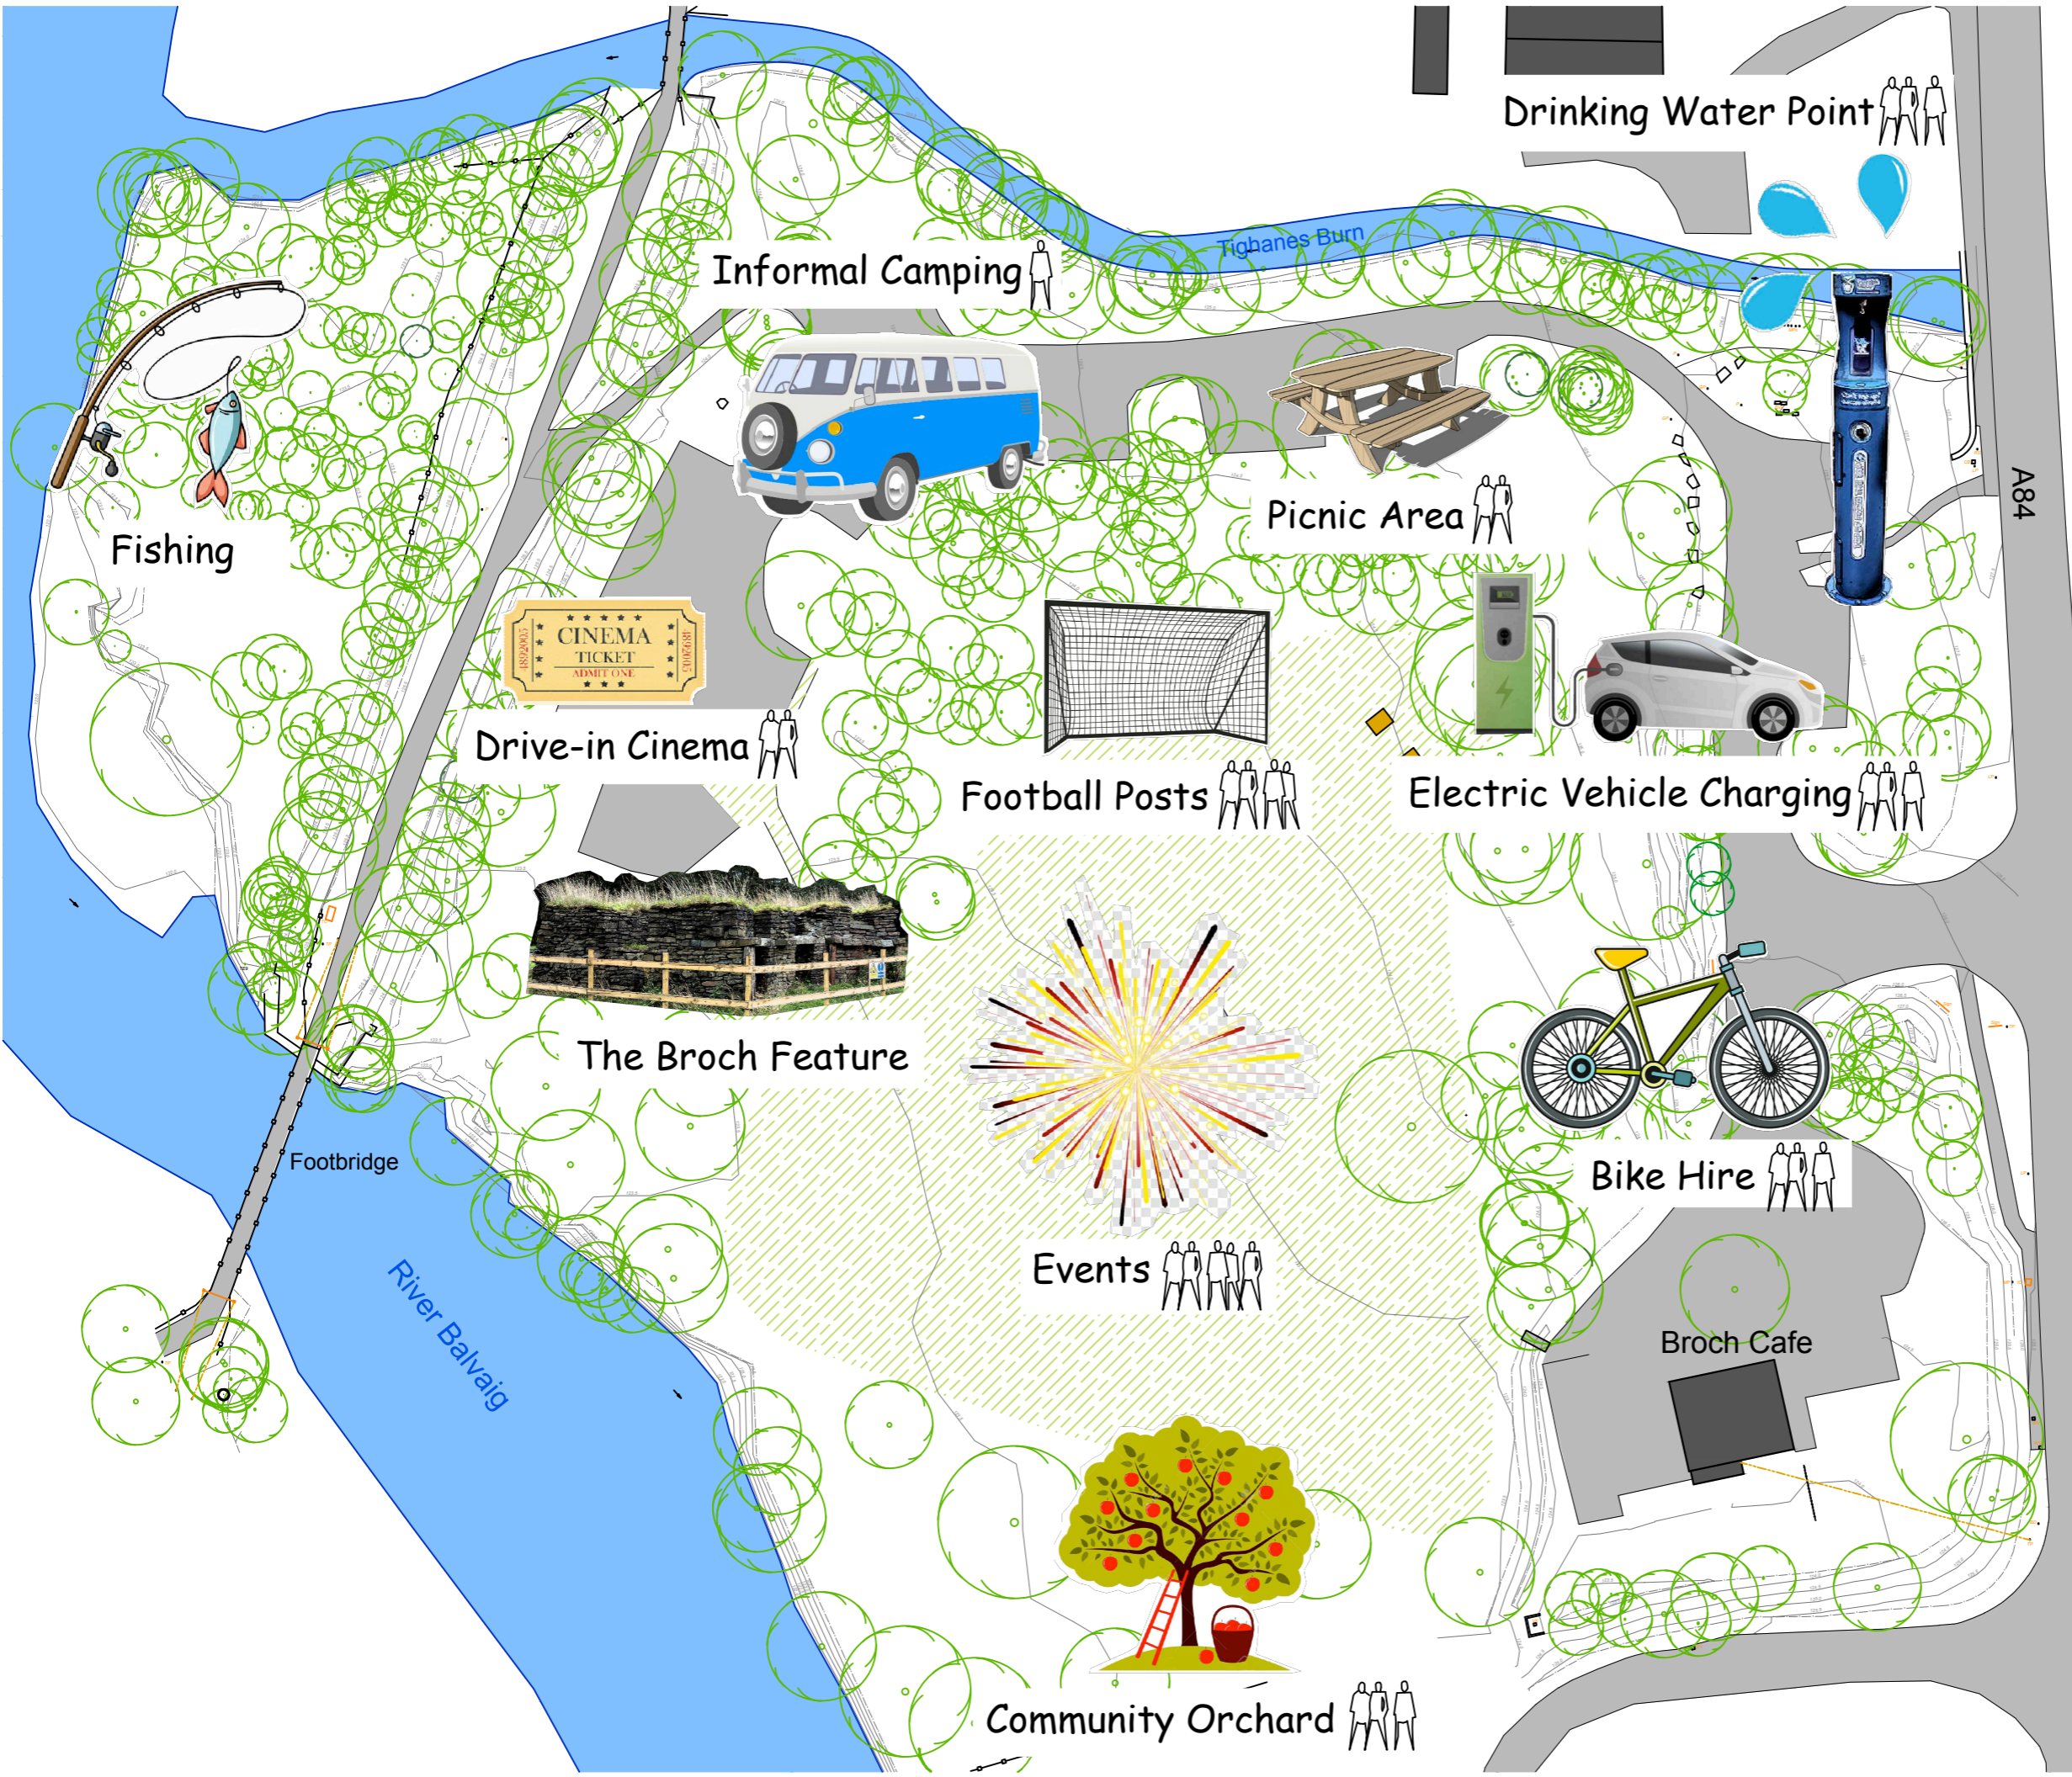 Drinking Water Point
Tighanes Burn
Informal Camping
A84
Picnic Area
Fishing
CINEMA
TICKET
ADMIT ONE
Drive-in Cinema
Football Posts
Electric Vehicle Charging
The Broch Feature
Footbridge
Bike Hire
Events
River Balvaig
Broch Cafe
Community Orchard